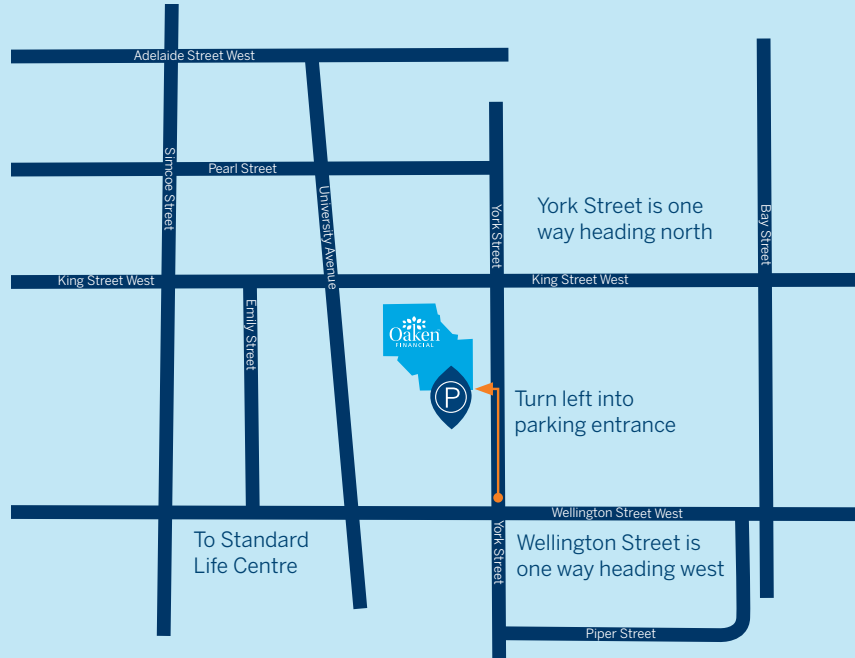 Adelaide Street West
Simcoe Street
Pearl Street
University Avenue
York Street
York Street is one
way heading north
Bay Street
King Street West
King Street West
Emily Street
Oaken
FINANCIAL
P
Turn left into
parking entrance
Wellington Street West
To Standard
Life Centre
York Street
Wellington Street is
one way heading west
Piper Street